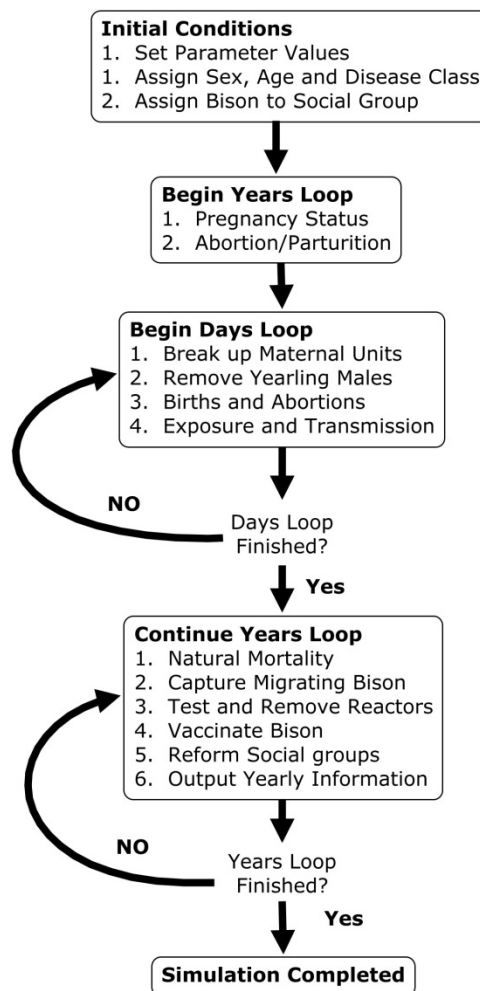 Initial Conditions
1. Set Parameter Values
1. Assign Sex, Age and Disease Class
2. Assign Bison to Social Group
Begin Years Loop
1. Pregnancy Status
2. Abortion/Parturition
Begin Days Loop
1. Break up Maternal Units
2. Remove Yearling Males
3. Births and Abortions
4. Exposure and Transmission
NO
Days Loop
Finished?
Yes
Continue Years Loop
1. Natural Mortality
2. Capture Migrating Bison
3. Test and Remove Reactors
4. Vaccinate Bison
5. Reform Social groups
6. Output Yearly Information
NO
Years Loop
Finished?
Yes
Simulation Completed